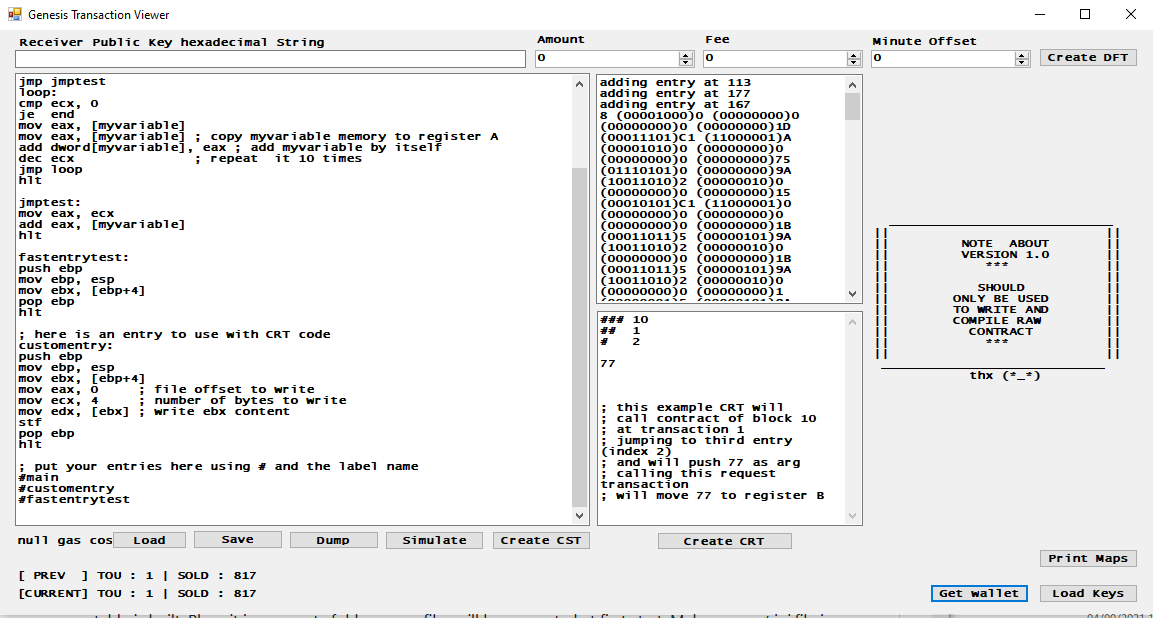 Genesis Transaction Viewer
Receiver Public Key hexadecimal String
Amount
Fee
Minute Offset
0
0
0
Create DFT
jmp jmptest
loop:
cmp ecx, 0
je  end
mov eax, [myvariable]
mov eax, [myvariable] ; copy myvariable memory to register A
add dword[myvariable], eax ; add myvariable by itself
dec ecx               ; repeat  it 10 times
jmp loop
hlt
jmptest:
mov eax, ecx
add eax, [myvariable]
hlt
fastentrytest:
push ebp
mov ebp, esp
mov ebx, [ebp+4]
pop ebp
hlt
; here is an entry to use with CRT code
customentry:
push ebp
mov ebp, esp
mov ebx, [ebp+4]
mov eax, 0     ; file offset to write
mov ecx, 4     ; number of bytes to write
mov edx, [ebx] ; write ebx content
stf
pop ebp
hlt
; put your entries here using # and the label name
#main
#customentry
#fastentrytest
adding entry at 113
adding entry at 177
adding entry at 167
8 (00001000)0 (00000000)0
(00000000)0 (00000000)1D
(00011101)C1 (11000001)A
(00001010)0 (00000000)0
(00000000)0 (00000000)75
(01110101)0 (00000000)9A
(10011010)2 (00000010)0
(00000000)0 (00000000)15
(00010101)C1 (11000001)0
(00000000)0 (00000000)0
(00000000)0 (00000000)1B
(00011011)5 (00000101)9A
(10011010)2 (00000010)0
(00000000)0 (00000000)1B
(00011011)5 (00000101)9A
(10011010)2 (00000010)0
(00000000)0 (00000000)1
### 10
##  1
#   2
77
; this example CRT will
; call contract of block 10
; at transaction 1
; jumping to third entry
(index 2)
; and will push 77 as arg
; calling this request
transaction
; will move 77 to register B
NOTE  ABOUT
VERSION 1.0
***
SHOULD
ONLY BE USED
TO WRITE AND
COMPILE RAW
CONTRACT
***
thx (*_*)
null gas cos
Load
Save
Dump
Simulate
Create CST
Create CRT
[ PREV  ] TOU : 1 | SOLD : 817
[CURRENT] TOU : 1 | SOLD : 817
Print Maps
Get wallet
Load Keys